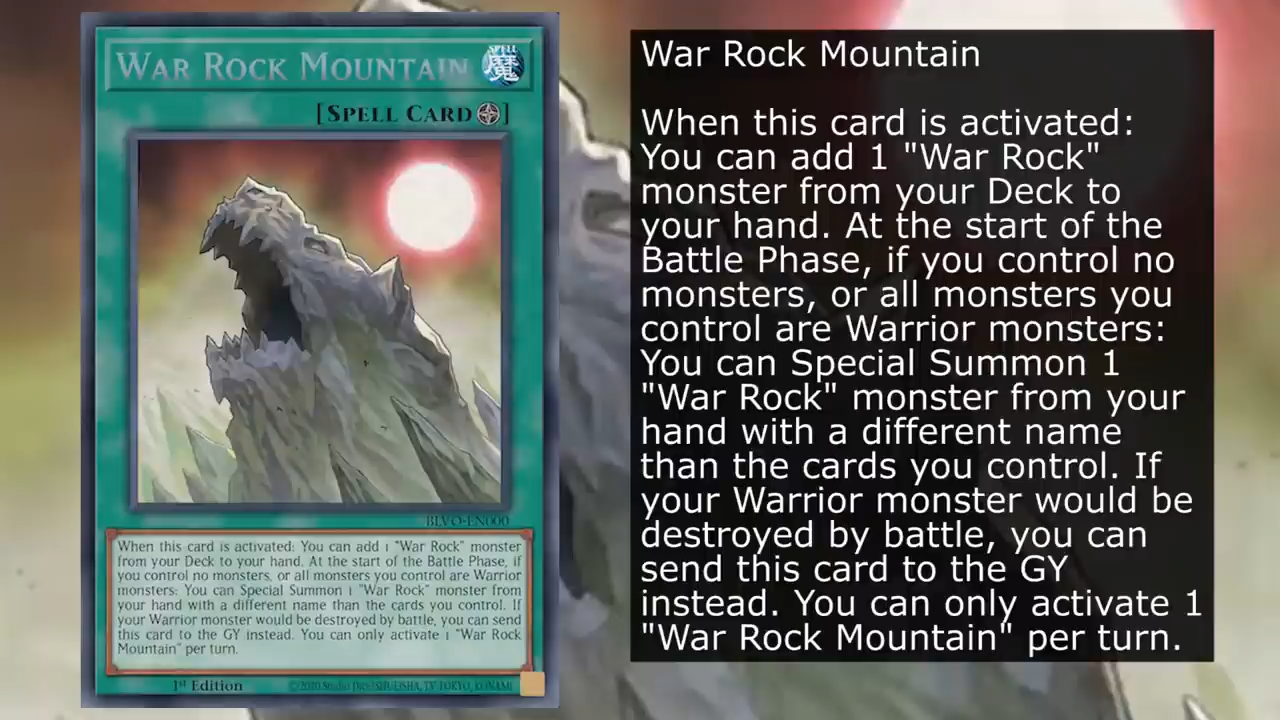 WAR ROCK MOUNTAIN
魔
[SPELL CARD]
BLVO-EN000
When this card is activated: You can add 1 "War Rock" monster
from your Deck to your hand. At the start of the Battle Phase, if
you control no monsters, or all monsters you control are Warrior
monsters: You can Special Summon 1 "War Rock" monster from
your hand with a different name than the cards you control. If
your Warrior monster would be destroyed by battle, you can send
this card to the GY instead. You can only activate 1 "War Rock
Mountain" per turn.
1st Edition
©2020 Studio Dice/SHUEISHA, TV TOKYO, KONAMI
War Rock Mountain
When this card is activated:
You can add 1 "War Rock"
monster from your Deck to
your hand. At the start of the
Battle Phase, if you control no
monsters, or all monsters you
control are Warrior monsters:
You can Special Summon 1
"War Rock" monster from your
hand with a different name
than the cards you control. If
your Warrior monster would be
destroyed by battle, you can
send this card to the GY
instead. You can only activate 1
"War Rock Mountain" per turn.